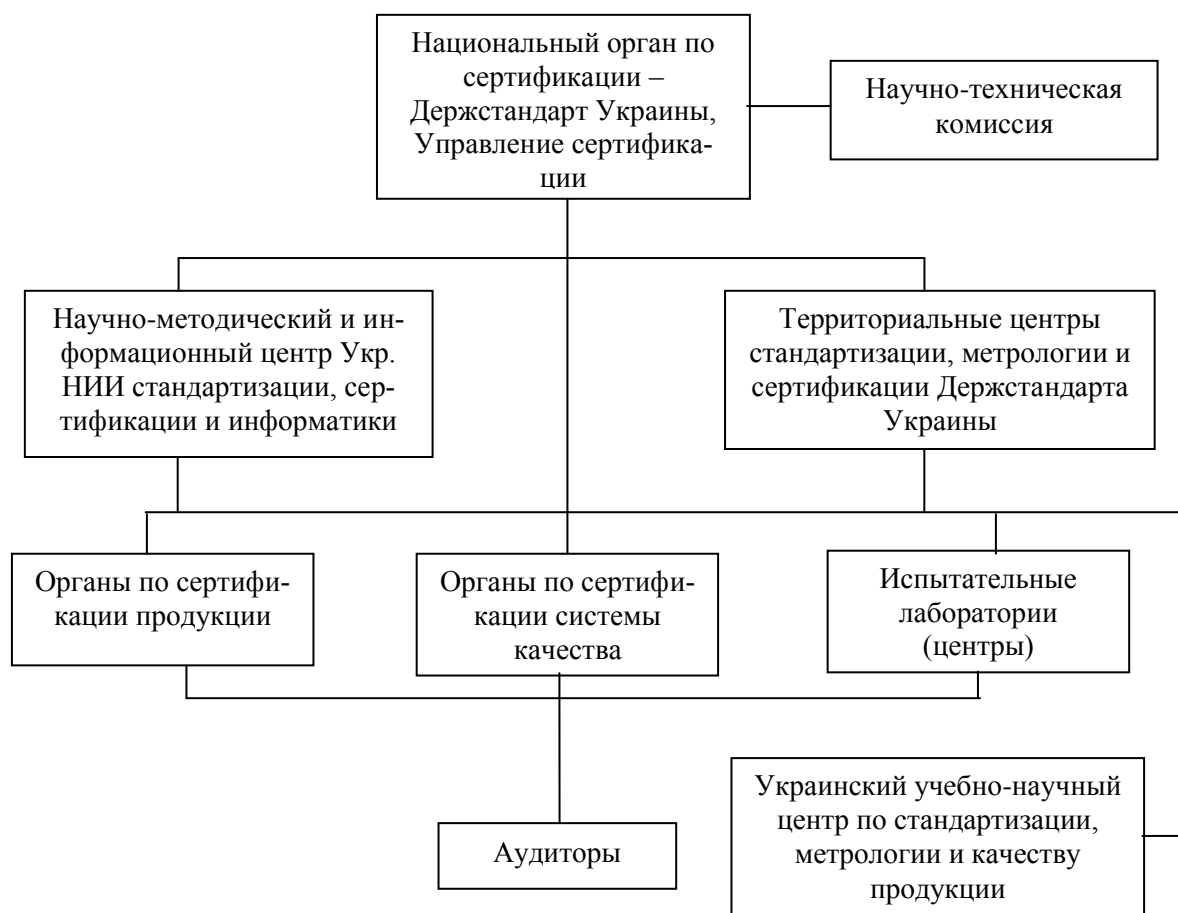 Национальный орган по
сертификации –
Держстандарт Украины,
Управление сертифика-
ции
Научно-техническая
комиссия
Научно-методический и ин-
формационный центр Укр.
НИИ стандартизации, сер-
тификации и информатики
Территориальные центры
стандартизации, метрологии и
сертификации Держстандарта
Украины
Органы по сертифи-
кации продукции
Органы по сертифи-
кации системы
качества
Испытательные
лаборатории
(центры)
Аудиторы
Украинский учебно-научный
центр по стандартизации,
метрологии и качеству
продукции